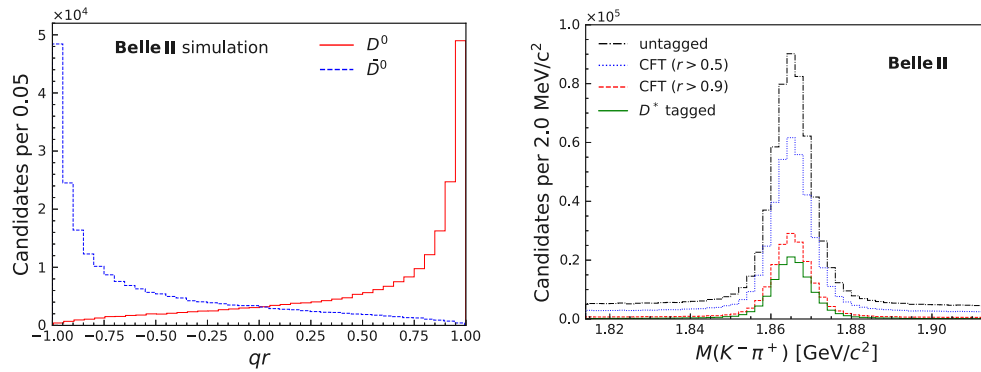 ×10⁴
Belle II simulation
D⁰
D̄⁰
Candidates per 0.05
5
4
3
2
1
0
−1.00 −0.75 −0.50 −0.25 0.00 0.25 0.50 0.75 1.00
qr
×10⁵
untagged
CFT (r > 0.5)
CFT (r > 0.9)
D* tagged
Belle II
Candidates per 2.0 MeV/c²
1.0
0.8
0.6
0.4
0.2
0.0
1.82 1.84 1.86 1.88 1.90
M(K⁻π⁺) [GeV/c²]